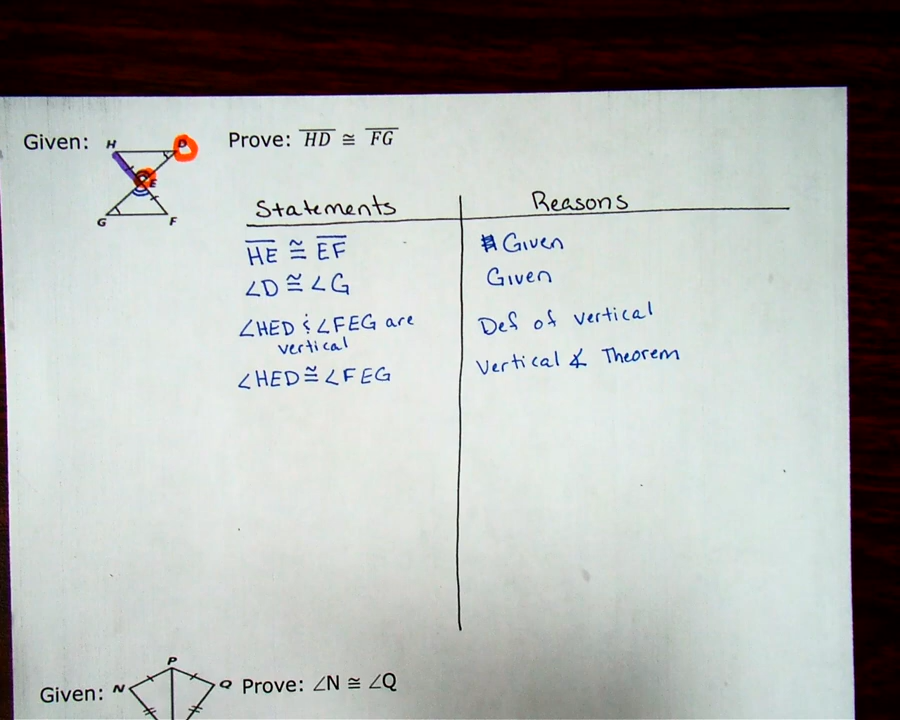 Given: Prove: HD ≅ FG
H D
E
G F
Statements Reasons
HE ≅ EF Given
∠D ≅ ∠G Given
∠HED & ∠FEG are vertical Def of vertical
∠HED ≅ ∠FEG Vertical ∡ Theorem
P
Given: N Q Prove: ∠N ≅ ∠Q